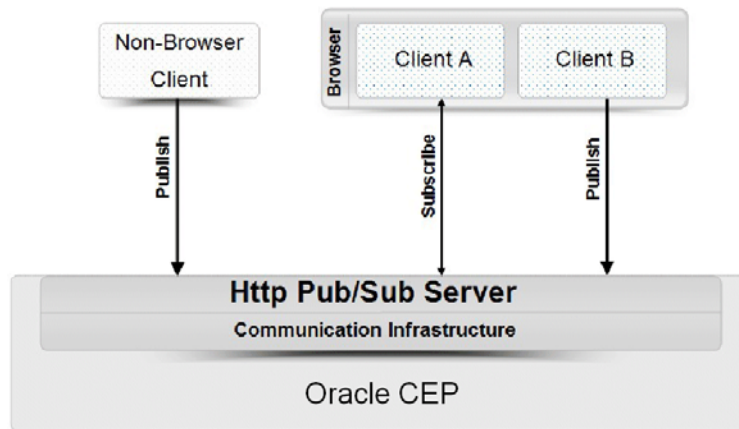 Non-Browser
Client
Browser
Client A
Client B
Publish
Subscribe
Publish
Http Pub/Sub Server
Communication Infrastructure
Oracle CEP